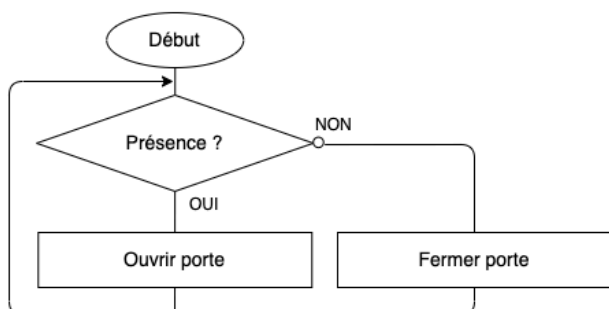 Début
Présence ?
NON
OUI
Ouvrir porte
Fermer porte